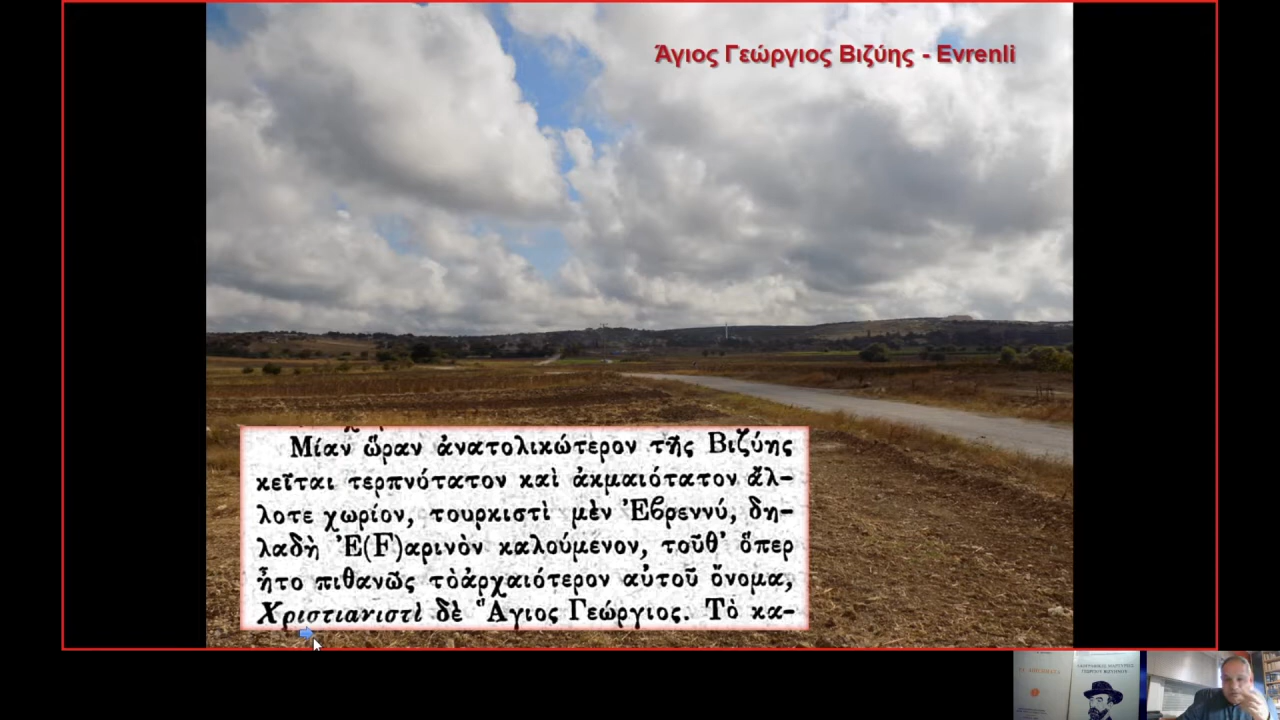 Άγιος Γεώργιος Βιζύης - Evrenli
Μίαν ὥραν ἀνατολικώτερον τῆς Βιζύης
κεῖται τερπνότατον καὶ ἀκμαιότατον ἄλ-
λοτε χωρίον, τουρκιστὶ μὲν Ἐϐρεννύ, δη-
λαδὴ Ἐ(F)αρινὸν καλούμενον, τοῦθ' ὅπερ
ἦτο πιθανῶς τὸἀρχαιότερον αὐτοῦ ὄνομα,
Χριστιανιστὶ δὲ Ἅγιος Γεώργιος. Τὸ κα-